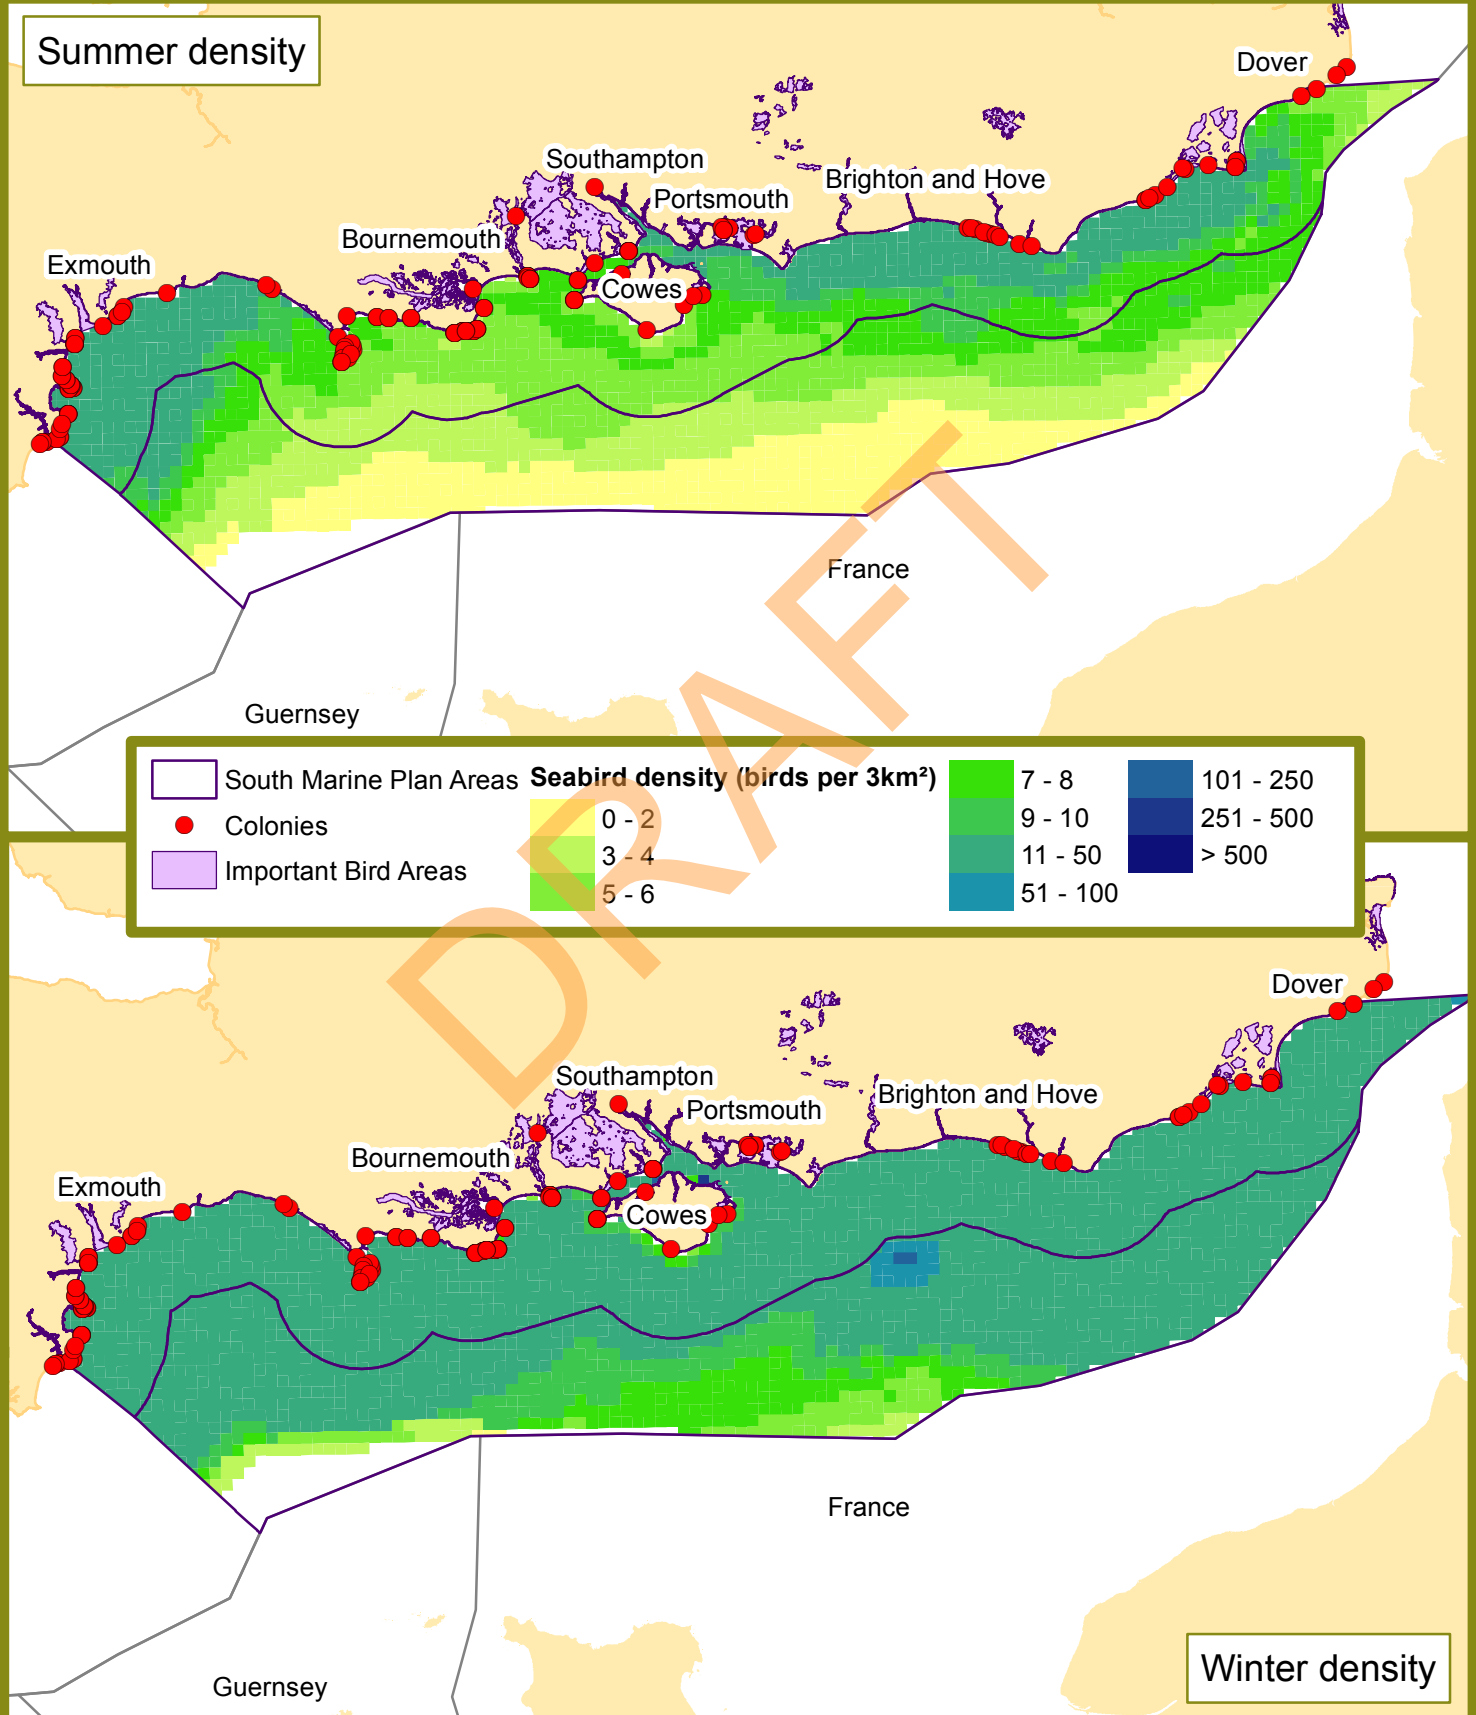 Summer density
Dover
Southampton
Portsmouth
Brighton and Hove
Bournemouth
Exmouth
Cowes
France
Guernsey
South Marine Plan Areas
Colonies
Important Bird Areas
Seabird density (birds per 3km²)
0 - 2
3 - 4
5 - 6
7 - 8
9 - 10
11 - 50
51 - 100
101 - 250
251 - 500
> 500
DRAFT
Dover
Southampton
Portsmouth
Brighton and Hove
Bournemouth
Exmouth
Cowes
France
Guernsey
Winter density